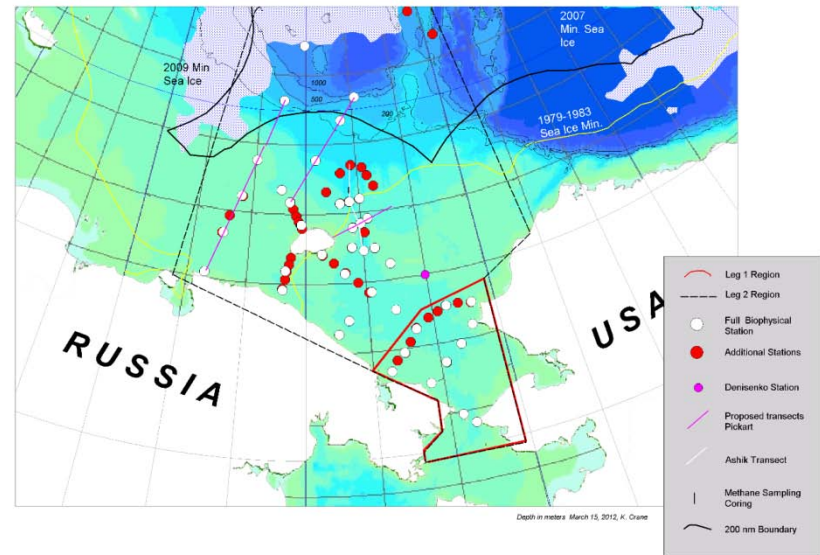 2007
Min. Sea
Ice
2009 Min
Sea Ice
1000
500
200
1979-1983
Sea Ice Min.
RUSSIA
USA
Leg 1 Region
Leg 2 Region
Full Biophysical
Station
Additional Stations
Denisenko Station
Proposed transects
Pickart
Ashik Transect
Methane Sampling
Coring
200 nm Boundary
Depth in meters March 15, 2012, K. Crane